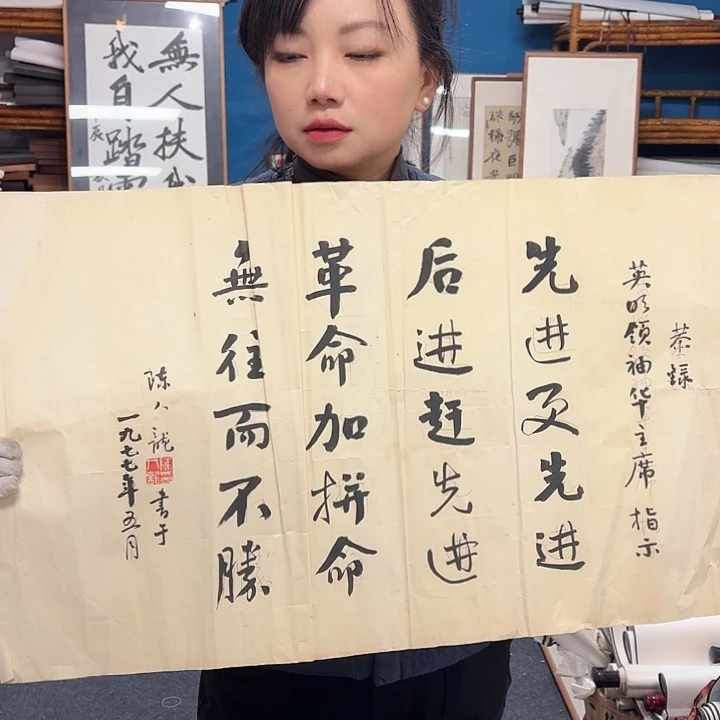 恭録
英明领袖华主席指示
先进更先进
后进赶先进
革命加拼命
無往而不勝
陈人龍書于
一九七七年五月
無人扶我
我自踏雪